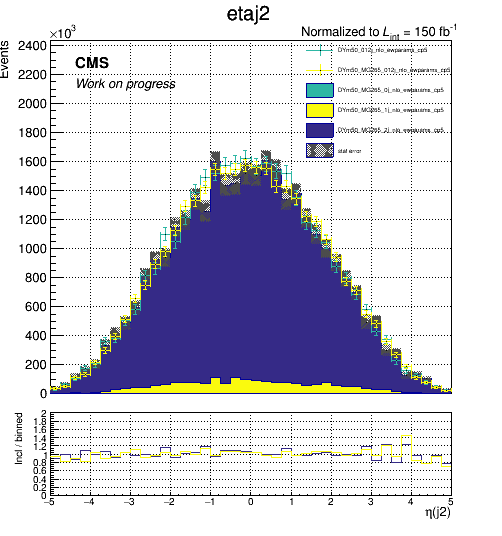 etaj2
Normalized to L_int = 150 fb^-1
×10^3
Events
CMS
Work on progress
DYm50_012j_nlo_ewparams_cp5
DYm50_MG265_012j_nlo_ewparams_cp5
DYm50_MG265_0j_nlo_ewparams_cp5
DYm50_MG265_1j_nlo_ewparams_cp5
DYm50_MG265_2j_nlo_ewparams_cp5
stat error
2400
2200
2000
1800
1600
1400
1200
1000
800
600
400
200
0
Incl / binned
2
1.8
1.6
1.4
1.2
1
0.8
0.6
0.4
0.2
0
−5 −4 −3 −2 −1 0 1 2 3 4 5
η(j2)